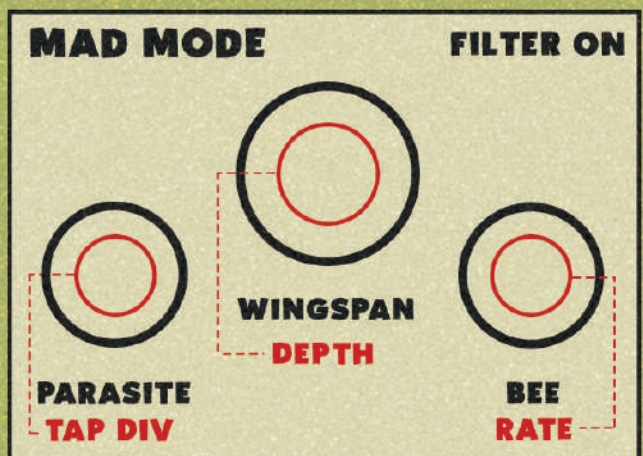 MAD MODE
FILTER ON
WINGSPAN
DEPTH
PARASITE
TAP DIV
BEE
RATE